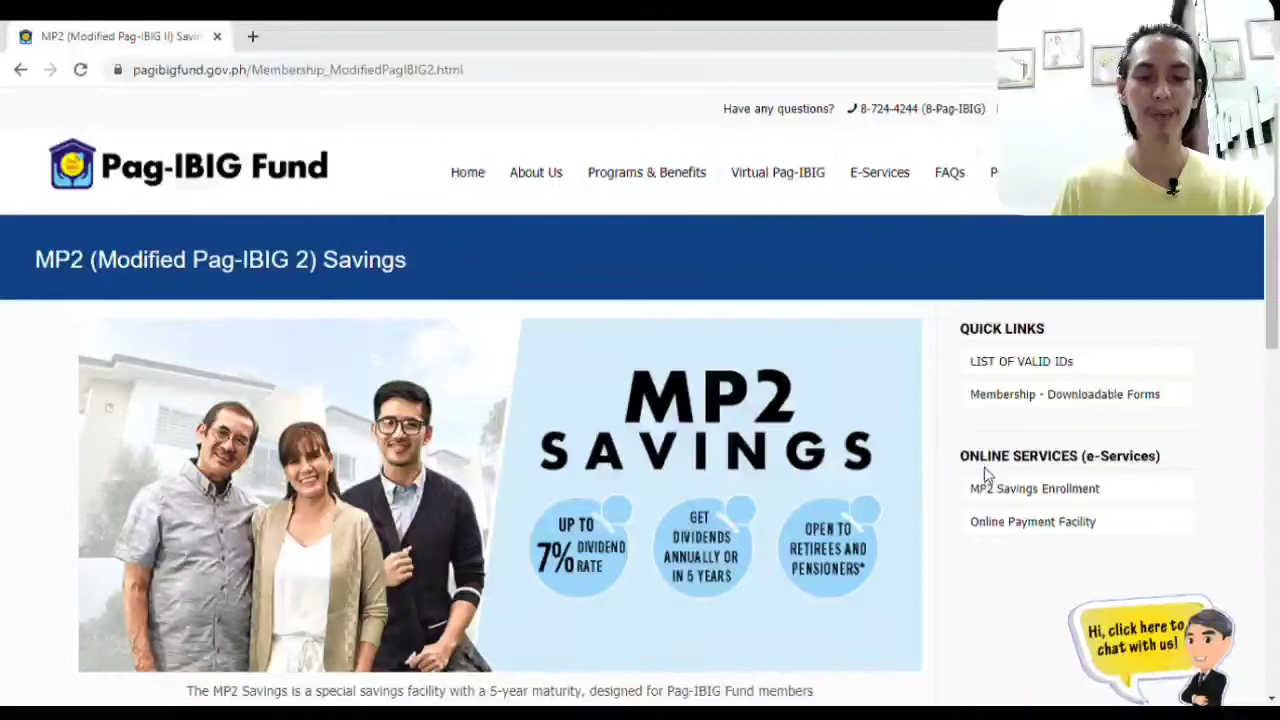 MP2 (Modified Pag-IBIG II) Savin
pagibigfund.gov.ph/Membership_ModifiedPagIBIG2.html
Have any questions? 8-724-4244 (8-Pag-IBIG)
Pag-IBIG Fund
Home About Us Programs & Benefits Virtual Pag-IBIG E-Services FAQs P
MP2 (Modified Pag-IBIG 2) Savings
MP2
SAVINGS
UP TO
7% DIVIDEND
RATE
GET
DIVIDENDS
ANNUALLY OR
IN 5 YEARS
OPEN TO
RETIREES AND
PENSIONERS*
The MP2 Savings is a special savings facility with a 5-year maturity, designed for Pag-IBIG Fund members
QUICK LINKS
LIST OF VALID IDs
Membership - Downloadable Forms
ONLINE SERVICES (e-Services)
MP2 Savings Enrollment
Online Payment Facility
Hi, click here to
chat with us!